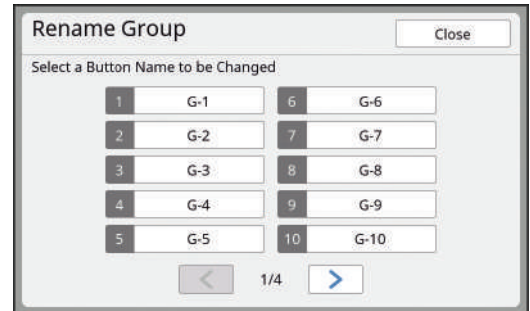 Rename Group
Close
Select a Button Name to be Changed
1 G-1 6 G-6
2 G-2 7 G-7
3 G-3 8 G-8
4 G-4 9 G-9
5 G-5 10 G-10
< 1/4 >